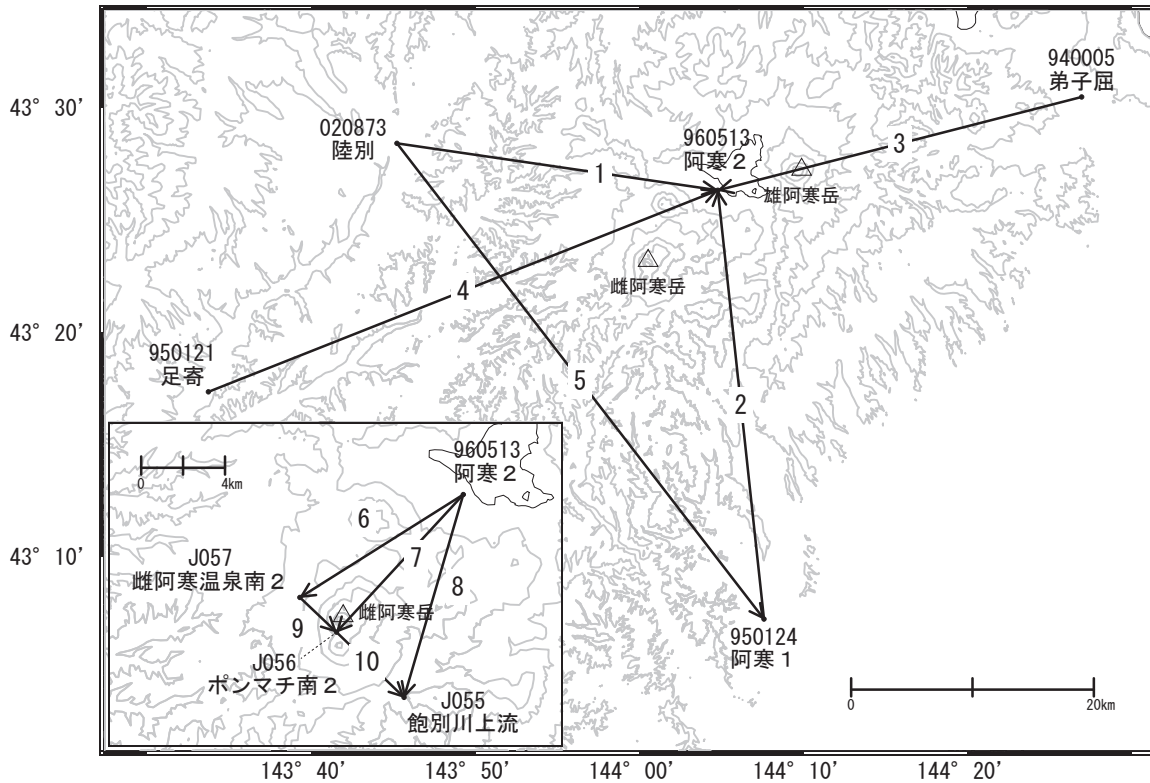 940005
弟子屈
43° 30′
020873
陸別
960513
阿寒2
3
1
雄阿寒岳
雌阿寒岳
4
43° 20′
950121
足寄
5
2
960513
阿寒2
0 4km
6
7
J057
雌阿寒温泉南2
8
43° 10′
雌阿寒岳
9
950124
阿寒1
J056
ポンマチ南2
10
J055
飽別川上流
0 20km
143° 40′ 143° 50′ 144° 00′ 144° 10′ 144° 20′